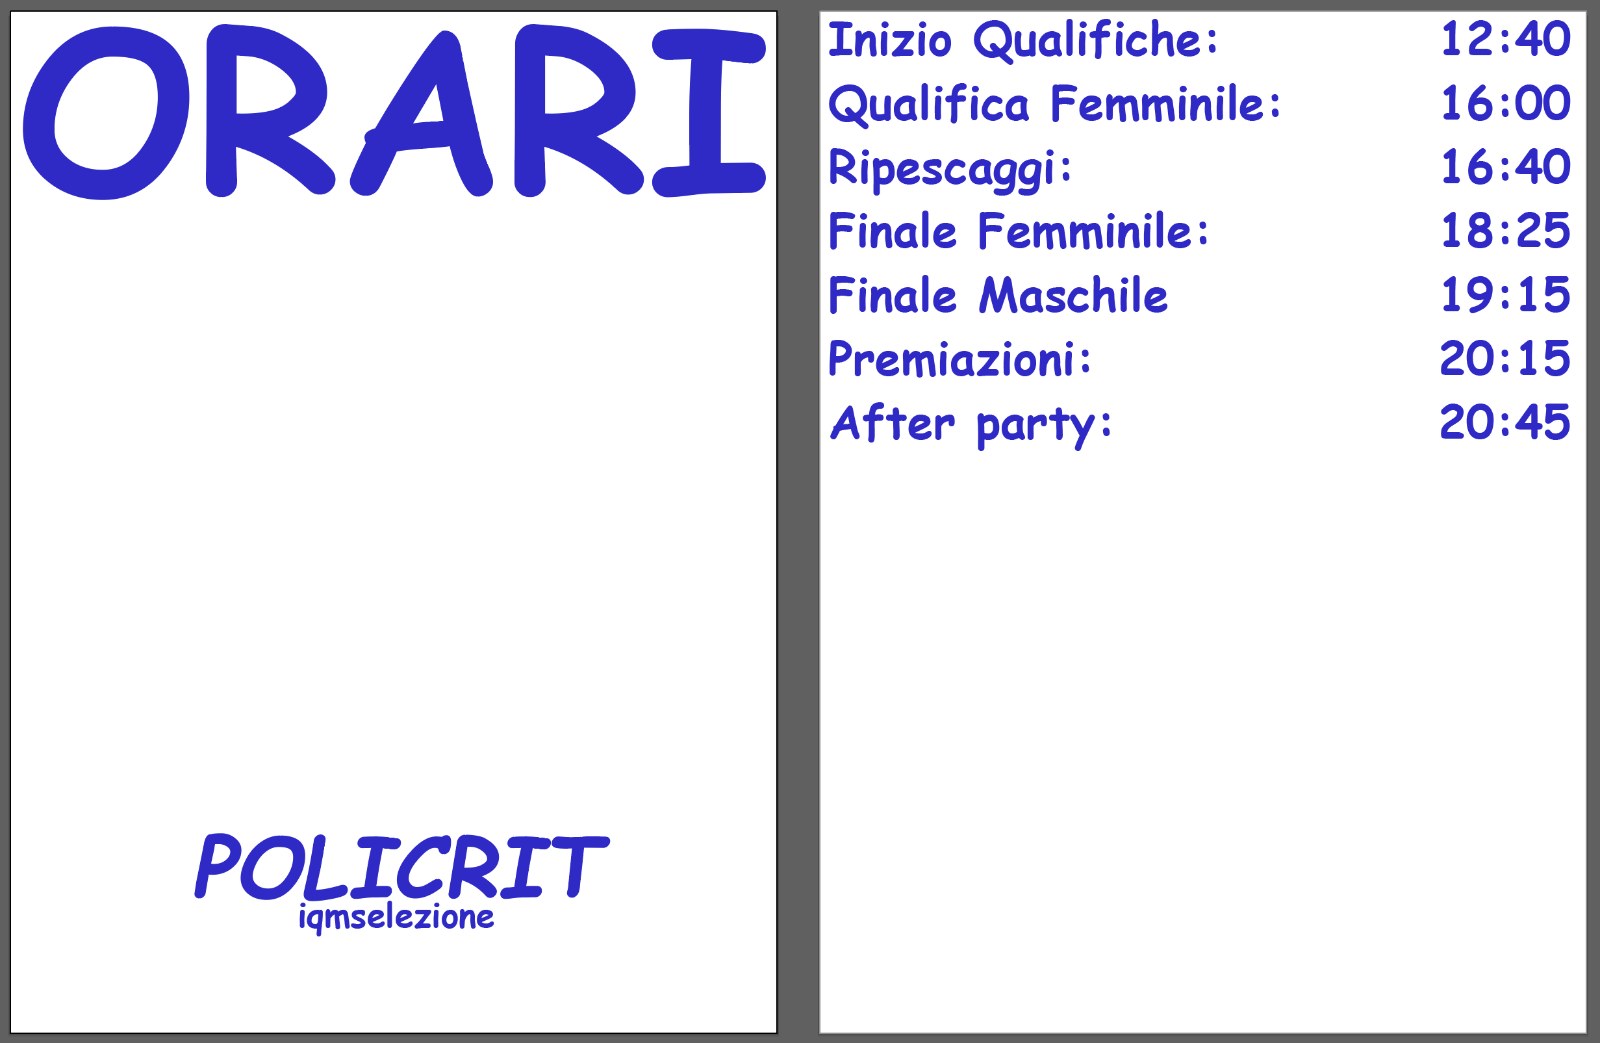 ORARI
POLICRIT
iqmselezione
Inizio Qualifiche: 12:40
Qualifica Femminile: 16:00
Ripescaggi: 16:40
Finale Femminile: 18:25
Finale Maschile 19:15
Premiazioni: 20:15
After party: 20:45